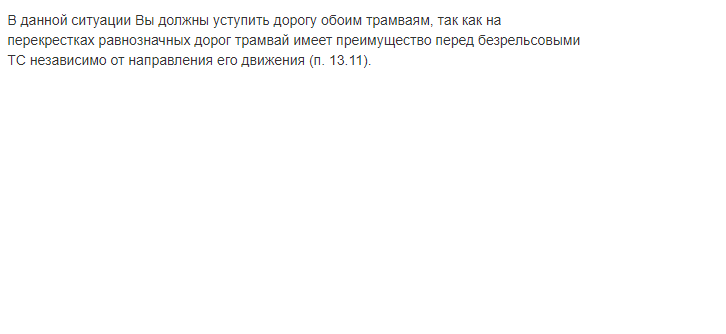 В данной ситуации Вы должны уступить дорогу обоим трамваям, так как на
перекрестках равнозначных дорог трамвай имеет преимущество перед безрельсовыми
ТС независимо от направления его движения (п. 13.11).